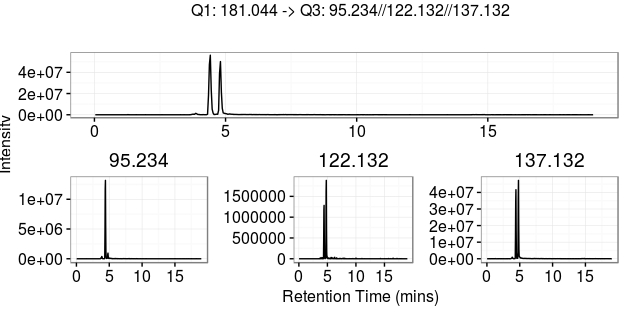 Q1: 181.044 -> Q3: 95.234//122.132//137.132
4e+07
2e+07
0e+00
0 5 10 15
Intensity
95.234 122.132 137.132
1e+07
5e+06
0e+00
0 5 10 15
1500000
1000000
500000
0
0 5 10 15
4e+07
3e+07
2e+07
1e+07
0e+00
0 5 10 15
Retention Time (mins)